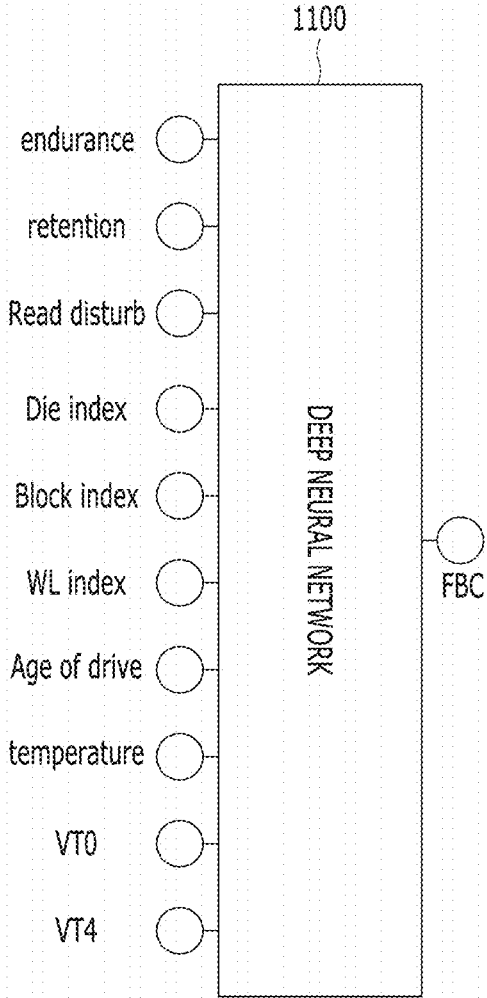 1100
endurance
retention
Read disturb
Die index
Block index
DEEP NEURAL NETWORK
FBC
WL index
Age of drive
temperature
VT0
VT4